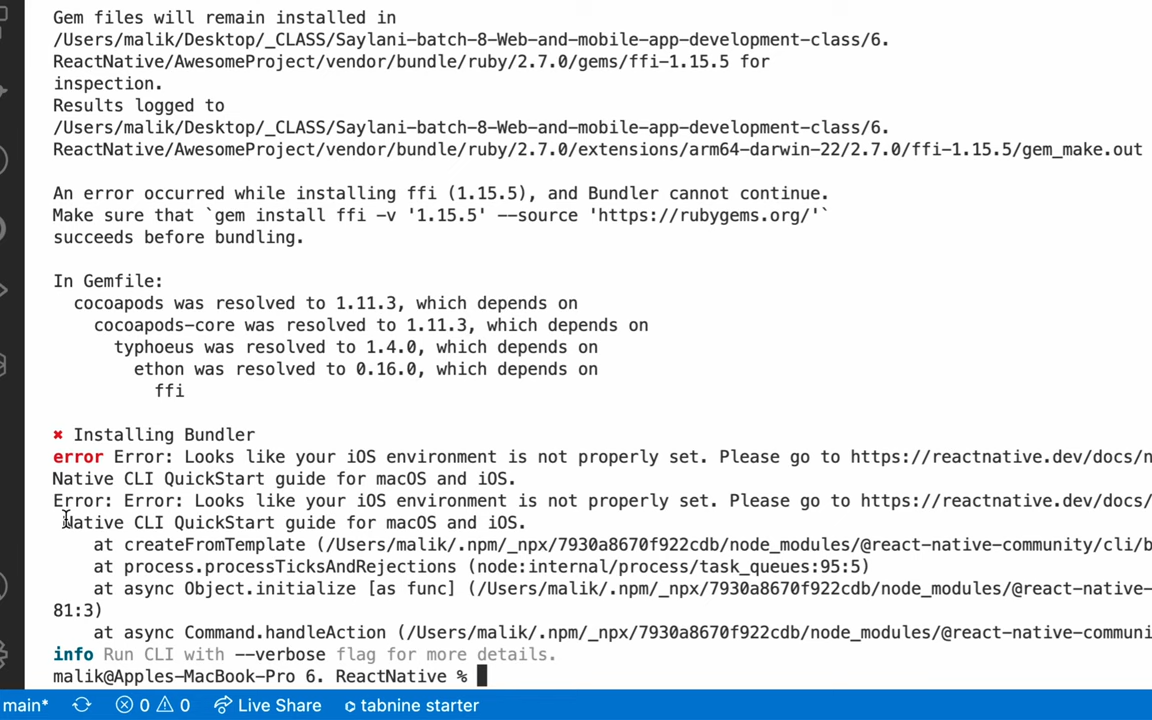 Gem files will remain installed in
/Users/malik/Desktop/_CLASS/Saylani-batch-8-Web-and-mobile-app-development-class/6.
ReactNative/AwesomeProject/vendor/bundle/ruby/2.7.0/gems/ffi-1.15.5 for
inspection.
Results logged to
/Users/malik/Desktop/_CLASS/Saylani-batch-8-Web-and-mobile-app-development-class/6.
ReactNative/AwesomeProject/vendor/bundle/ruby/2.7.0/extensions/arm64-darwin-22/2.7.0/ffi-1.15.5/gem_make.out
An error occurred while installing ffi (1.15.5), and Bundler cannot continue.
Make sure that `gem install ffi -v '1.15.5' --source 'https://rubygems.org/'`
succeeds before bundling.
In Gemfile:
cocoapods was resolved to 1.11.3, which depends on
cocoapods-core was resolved to 1.11.3, which depends on
typhoeus was resolved to 1.4.0, which depends on
ethon was resolved to 0.16.0, which depends on
ffi
✖ Installing Bundler
error Error: Looks like your iOS environment is not properly set. Please go to https://reactnative.dev/docs/n
Native CLI QuickStart guide for macOS and iOS.
Error: Error: Looks like your iOS environment is not properly set. Please go to https://reactnative.dev/docs/
Native CLI QuickStart guide for macOS and iOS.
at createFromTemplate (/Users/malik/.npm/_npx/7930a8670f922cdb/node_modules/@react-native-community/cli/b
at process.processTicksAndRejections (node:internal/process/task_queues:95:5)
at async Object.initialize [as func] (/Users/malik/.npm/_npx/7930a8670f922cdb/node_modules/@react-native-
81:3)
at async Command.handleAction (/Users/malik/.npm/_npx/7930a8670f922cdb/node_modules/@react-native-communi
info Run CLI with --verbose flag for more details.
malik@Apples-MacBook-Pro 6. ReactNative %
main* 0 0 Live Share tabnine starter